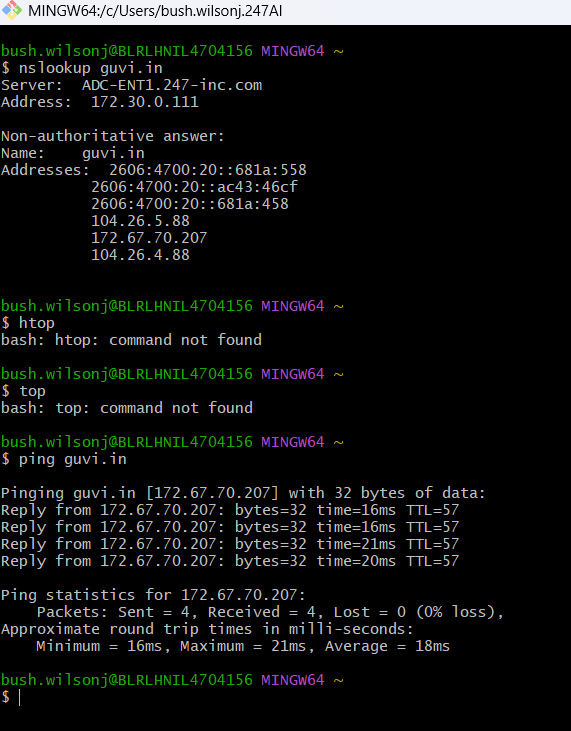 MINGW64:/c/Users/bush.wilsonj.247AI
bush.wilsonj@BLRLHNIL4704156 MINGW64 ~
$ nslookup guvi.in
Server:  ADC-ENT1.247-inc.com
Address:  172.30.0.111
Non-authoritative answer:
Name:    guvi.in
Addresses:  2606:4700:20::681a:558
2606:4700:20::ac43:46cf
2606:4700:20::681a:458
104.26.5.88
172.67.70.207
104.26.4.88
bush.wilsonj@BLRLHNIL4704156 MINGW64 ~
$ htop
bash: htop: command not found
bush.wilsonj@BLRLHNIL4704156 MINGW64 ~
$ top
bash: top: command not found
bush.wilsonj@BLRLHNIL4704156 MINGW64 ~
$ ping guvi.in
Pinging guvi.in [172.67.70.207] with 32 bytes of data:
Reply from 172.67.70.207: bytes=32 time=16ms TTL=57
Reply from 172.67.70.207: bytes=32 time=16ms TTL=57
Reply from 172.67.70.207: bytes=32 time=21ms TTL=57
Reply from 172.67.70.207: bytes=32 time=20ms TTL=57
Ping statistics for 172.67.70.207:
Packets: Sent = 4, Received = 4, Lost = 0 (0% loss),
Approximate round trip times in milli-seconds:
Minimum = 16ms, Maximum = 21ms, Average = 18ms
bush.wilsonj@BLRLHNIL4704156 MINGW64 ~
$